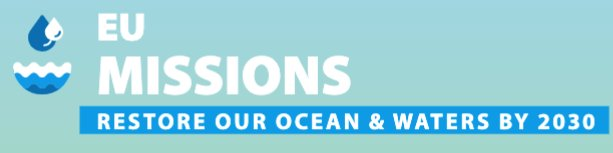 EU
MISSIONS
RESTORE OUR OCEAN & WATERS BY 2030